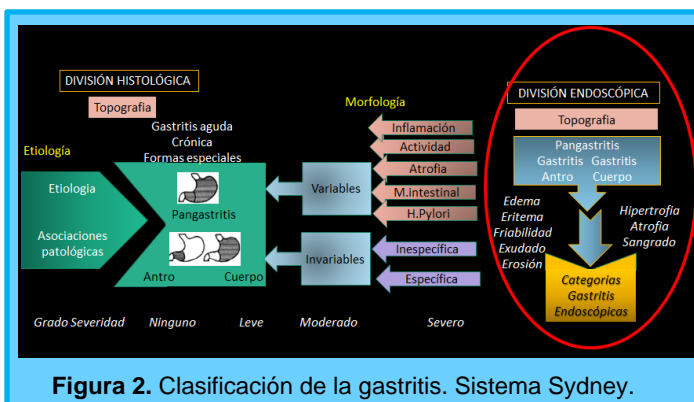 DIVISIÓN HISTOLÓGICA
Topografia
Gastritis aguda
Crónica
Formas especiales
Etiología
Etiologia
Asociaciones
patológicas
Pangastritis
Antro Cuerpo
Morfología
Variables
Invariables
Inflamación
Actividad
Atrofia
M.intestinal
H.Pylori
Inespecífica
Específica
Grado Severidad Ninguno Leve Moderado Severo
DIVISIÓN ENDOSCÓPICA
Topografia
Pangastritis
Gastritis Gastritis
Antro Cuerpo
Edema
Eritema
Friabilidad
Exudado
Erosión
Hipertrofia
Atrofia
Sangrado
Categorias
Gastritis
Endoscópicas
Figura 2. Clasificación de la gastritis. Sistema Sydney.